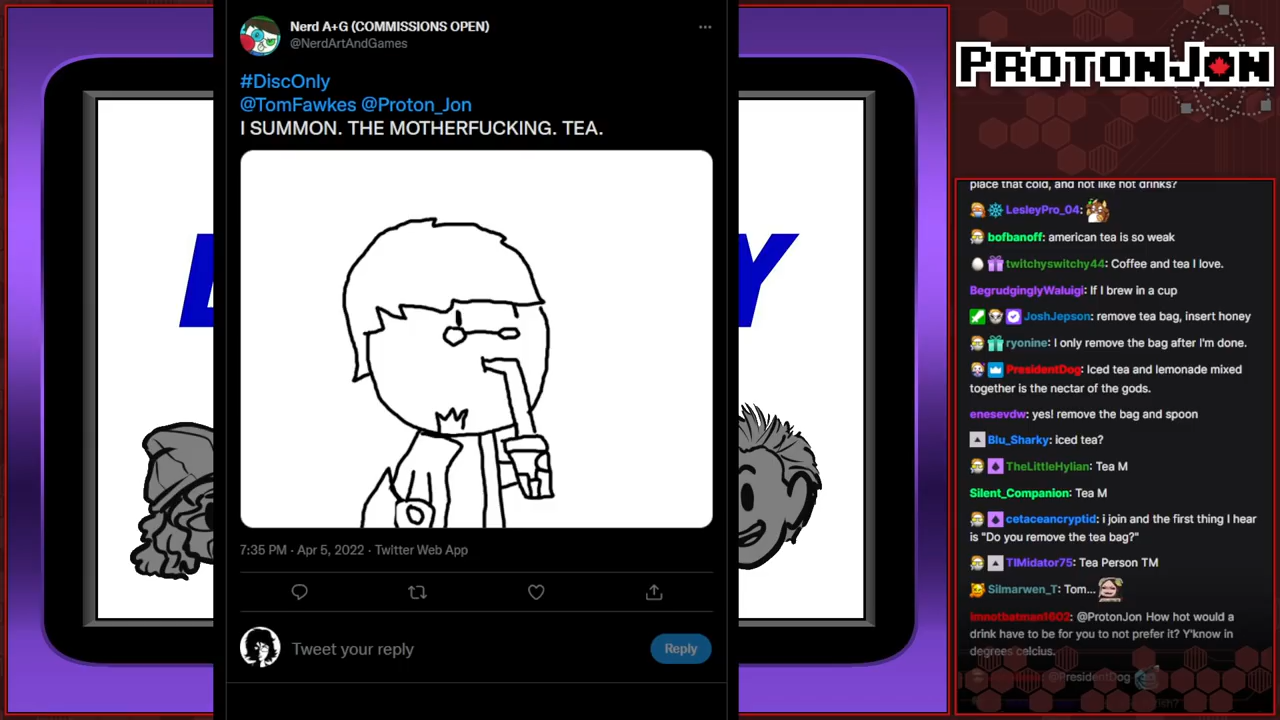 Nerd A+G (COMMISSIONS OPEN)
@NerdArtAndGames
#DiscOnly
@TomFawkes @Proton_Jon
I SUMMON. THE MOTHERFUCKING. TEA.
7:35 PM · Apr 5, 2022 · Twitter Web App
Tweet your reply
Reply
Y
PROTONJON
place that cold, and not like hot drinks?
LesleyPro_04:
bofbanoff: american tea is so weak
twitchyswitchy44: Coffee and tea I love.
BegrudginglyWaluigi: If I brew in a cup
JoshJepson: remove tea bag, insert honey
ryonine: I only remove the bag after I'm done.
PresidentDog: Iced tea and lemonade mixed
together is the nectar of the gods.
enesevdw: yes! remove the bag and spoon
Blu_Sharky: iced tea?
TheLittleHylian: Tea M
Silent_Companion: Tea M
cetaceancryptid: i join and the first thing I hear
is "Do you remove the tea bag?"
TIMidator75: Tea Person TM
Silmarwen_T: Tom...
imnotbatman1602: @ProtonJon How hot would a
drink have to be for you to not prefer it? Y'know in
degrees celcius.
@PresidentDog